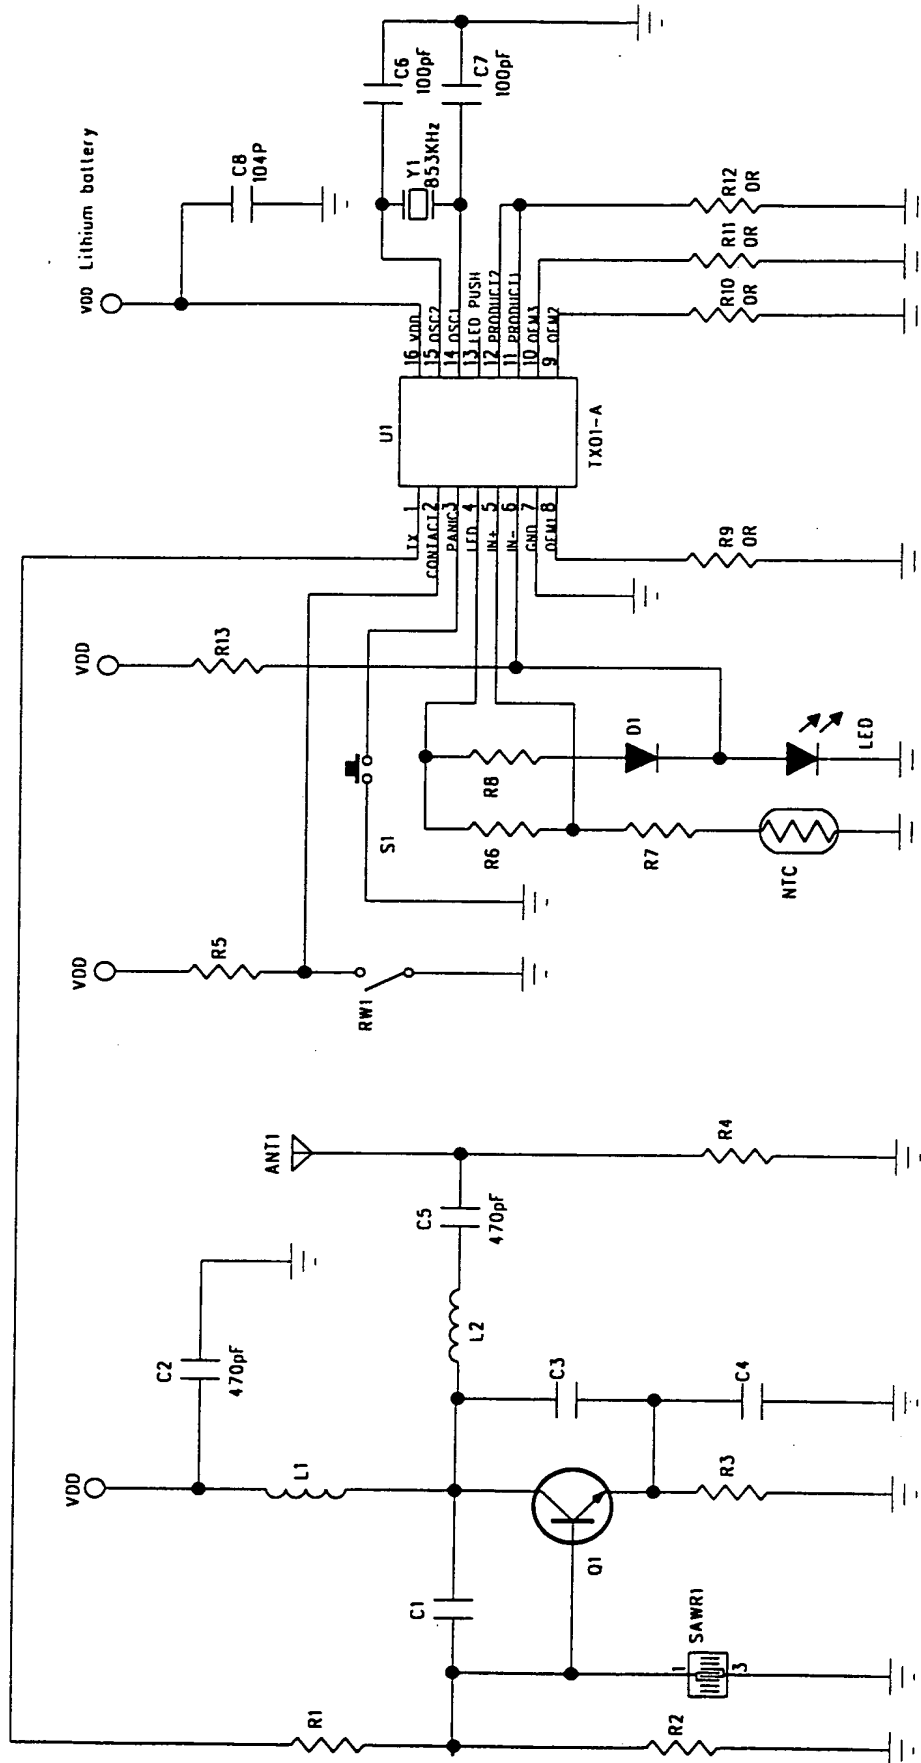 VDD Lithium battery
C8
104P
C6
100pF
C7
100pF
Y1
853KHz
R12
0R
R11
0R
R10
0R
16 VDD
15 OSC2
14 OSC1
13 LED PUSH
12 PRODUCT2
11 PRODUCT1
10 OEM3
9 OEM2
U1
TX01-A
TX 1
CONTACT 2
PANIC 3
LED 4
IN+ 5
IN- 6
GND 7
OEM1 8
R9
0R
VDD
R13
S1
R8
D1
LED
R6
R7
NTC
VDD
R5
RW1
ANT1
R4
C5
470pF
L2
C2
470pF
VDD
L1
C3
C4
R3
C1
Q1
SAWR1
1
3
R1
R2